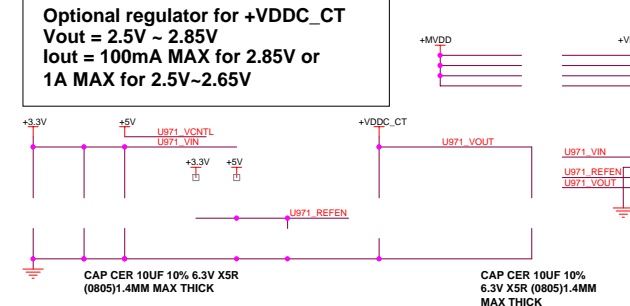 Optional regulator for +VDDC_CT
Vout = 2.5V ~ 2.85V
Iout = 100mA MAX for 2.85V or
1A MAX for 2.5V~2.65V
+MVDD
+V
+3.3V
+5V
U971_VCNTL
U971_VIN
+VDDC_CT
U971_VOUT
+3.3V
+5V
U971_REFEN
U971_VIN
U971_REFEN
U971_VOUT
CAP CER 10UF 10% 6.3V X5R
(0805)1.4MM MAX THICK
CAP CER 10UF 10%
6.3V X5R (0805)1.4MM
MAX THICK